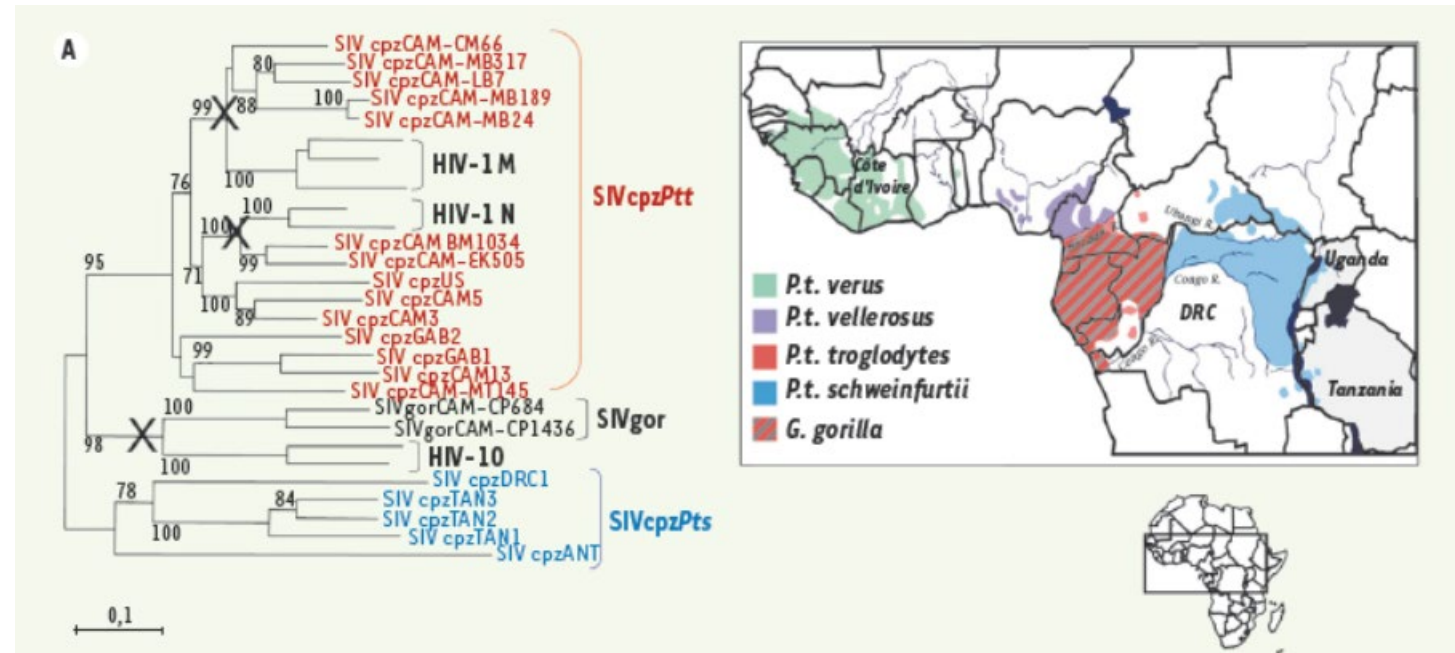 A
SIV cpzCAM-CM66
80
SIV cpzCAM-MB317
SIV cpzCAM-LB7
99
88
100
SIV cpzCAM-MB189
SIV cpzCAM-MB24
HIV-1 M
100
76
SIVcpzPtt
100
HIV-1 N
100
SIV cpzCAM BM1034
99
SIV cpzCAM-EK505
95
71
SIV cpzUS
100
SIV cpzCAM5
89
SIV cpzCAM3
SIV cpzGAB2
99
SIV cpzGAB1
SIV cpzCAM13
SIV cpzCAM-MT145
100
SIVgorCAM-CP684
SIVgorCAM-CP1436
SIVgor
98
HIV-1O
100
SIV cpzDRC1
78
84
SIV cpzTAN3
SIV cpzTAN2
100
SIV cpzTAN1
SIVcpzPts
SIV cpzANT
0,1
Côte
d'Ivoire
Ubangi R.
Uganda
Congo R.
DRC
Congo R.
Tanzania
P.t. verus
P.t. vellerosus
P.t. troglodytes
P.t. schweinfurtii
G. gorilla